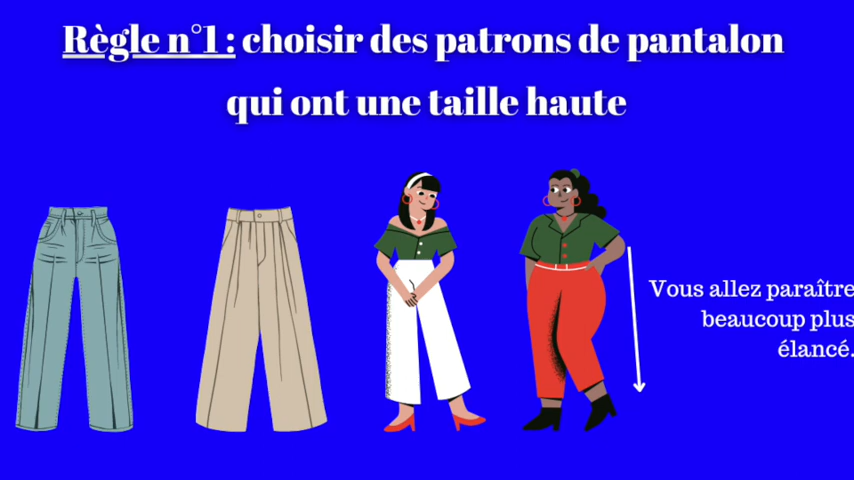 Règle n°1 : choisir des patrons de pantalon
qui ont une taille haute
Vous allez paraître
beaucoup plus
élancé.